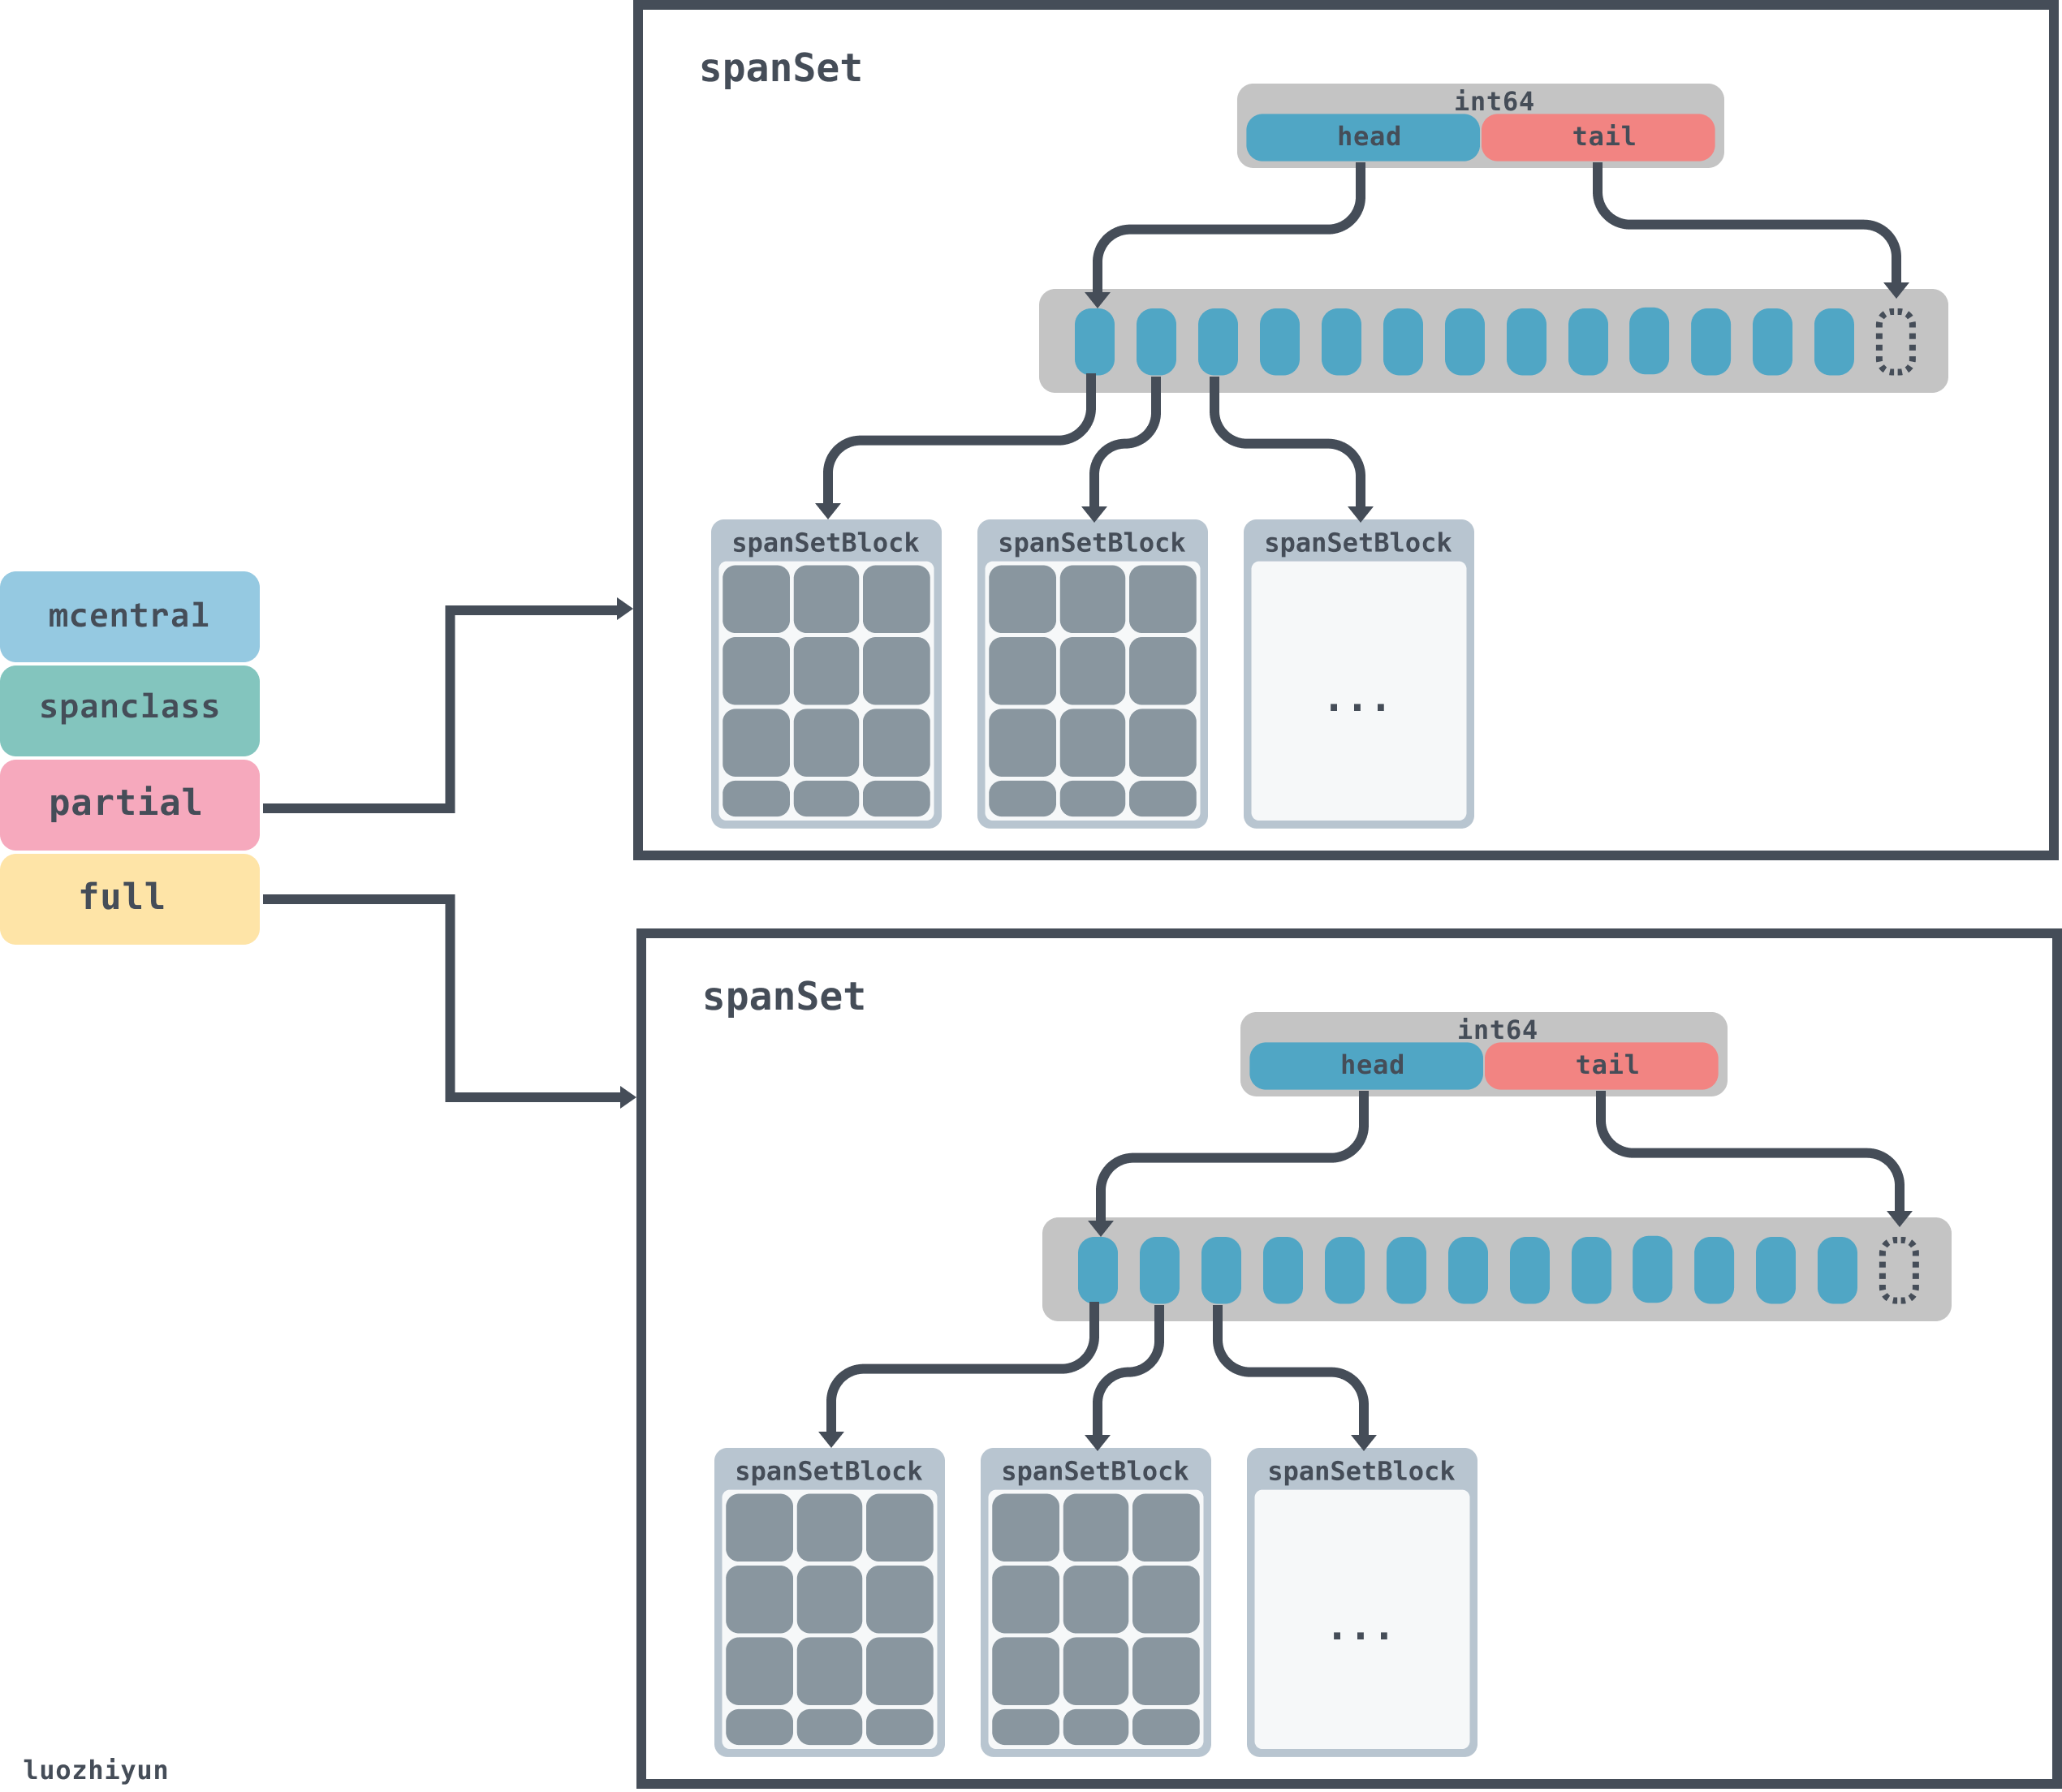 mcentral
spanclass
partial
full
spanSet
int64
head tail
spanSetBlock spanSetBlock spanSetBlock
...
spanSet
int64
head tail
spanSetBlock spanSetBlock spanSetBlock
...
luozhiyun